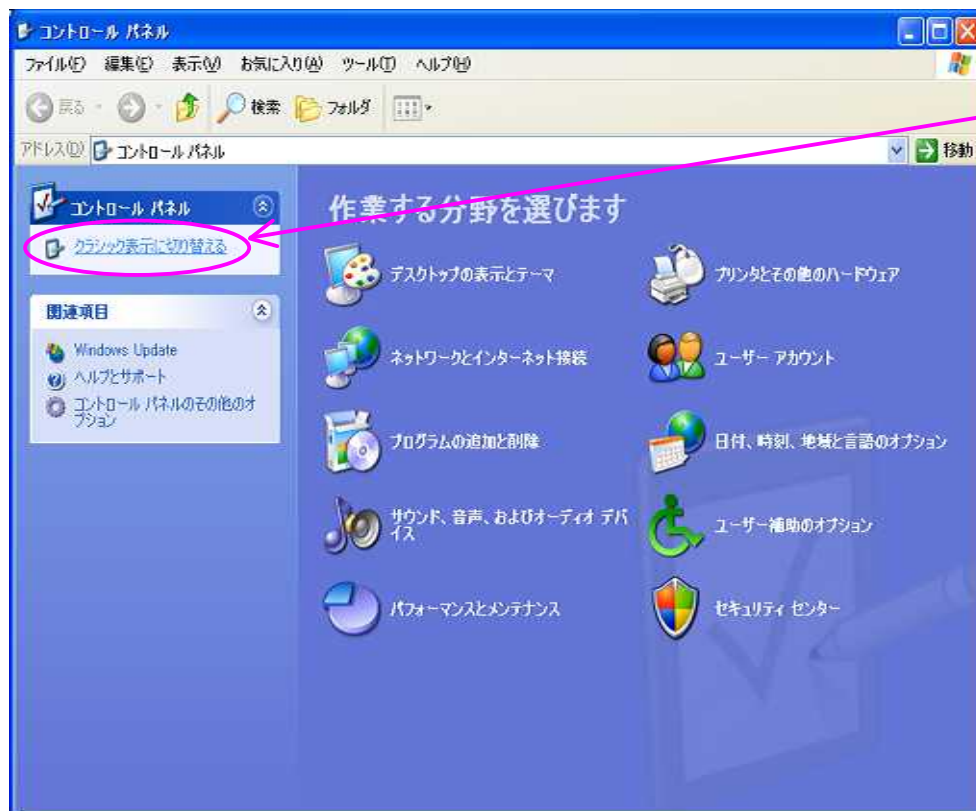 コントロール パネル
ファイル(F) 編集(E) 表示(V) お気に入り(A) ツール(T) ヘルプ(H)
戻る 検索 フォルダ
アドレス(D) コントロール パネル 移動
コントロール パネル
クラシック表示に切り替える
関連項目
Windows Update
ヘルプとサポート
コントロール パネルのその他のオ
プション
作業する分野を選びます
デスクトップの表示とテーマ
プリンタとその他のハードウェア
ネットワークとインターネット接続
ユーザー アカウント
プログラムの追加と削除
日付、時刻、地域と言語のオプション
サウンド、音声、およびオーディオ デバ
イス
ユーザー補助のオプション
パフォーマンスとメンテナンス
セキュリティ センター